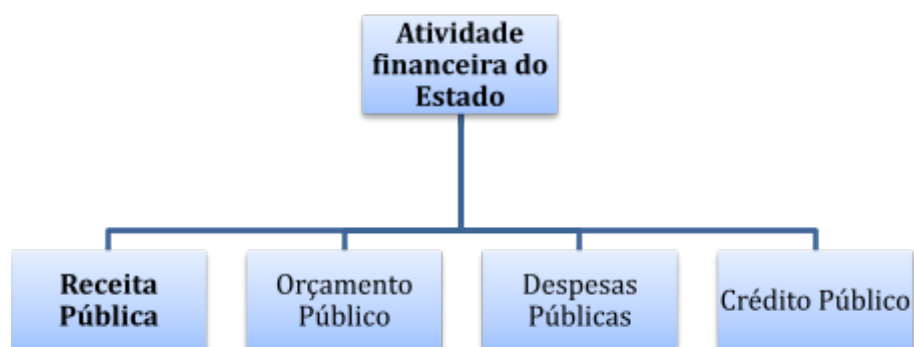 Atividade
financeira do
Estado
Receita
Pública
Orçamento
Público
Despesas
Públicas
Crédito Público